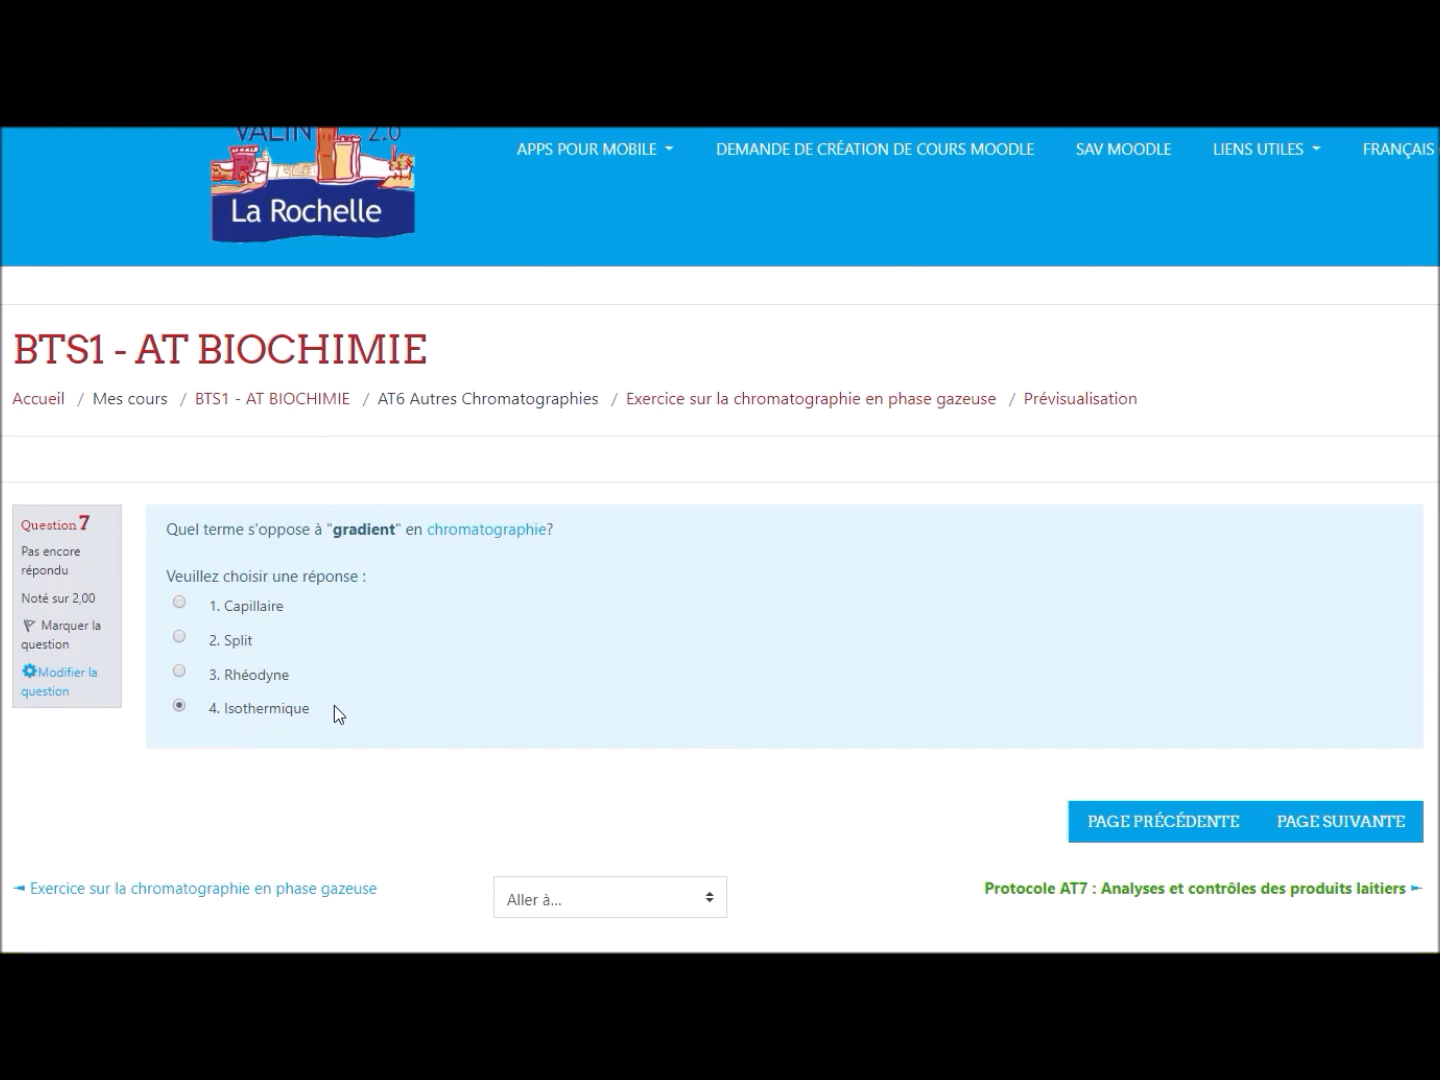 VALIN 2.0
La Rochelle
APPS POUR MOBILE
DEMANDE DE CRÉATION DE COURS MOODLE
SAV MOODLE
LIENS UTILES
FRANÇAIS
BTS1 - AT BIOCHIMIE
Accueil / Mes cours / BTS1 - AT BIOCHIMIE / AT6 Autres Chromatographies / Exercice sur la chromatographie en phase gazeuse / Prévisualisation
Question 7
Pas encore
répondu
Noté sur 2,00
Marquer la
question
Modifier la
question
Quel terme s'oppose à "gradient" en chromatographie?
Veuillez choisir une réponse :
1. Capillaire
2. Split
3. Rhéodyne
4. Isothermique
PAGE PRÉCÉDENTE
PAGE SUIVANTE
◄ Exercice sur la chromatographie en phase gazeuse
Aller à...
Protocole AT7 : Analyses et contrôles des produits laitiers ►